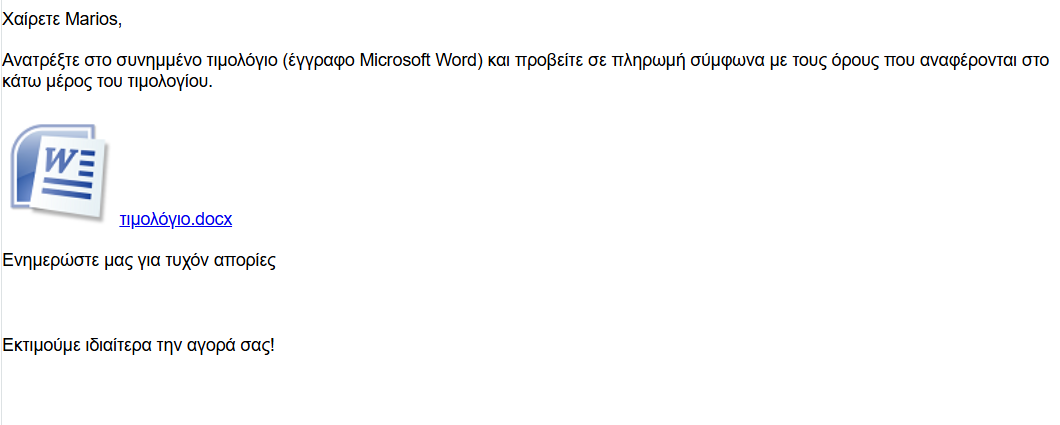 Χαίρετε Marios,
Ανατρέξτε στο συνημμένο τιμολόγιο (έγγραφο Microsoft Word) και προβείτε σε πληρωμή σύμφωνα με τους όρους που αναφέρονται στο
κάτω μέρος του τιμολογίου.
W
τιμολόγιο.docx
Ενημερώστε μας για τυχόν απορίες
Εκτιμούμε ιδιαίτερα την αγορά σας!